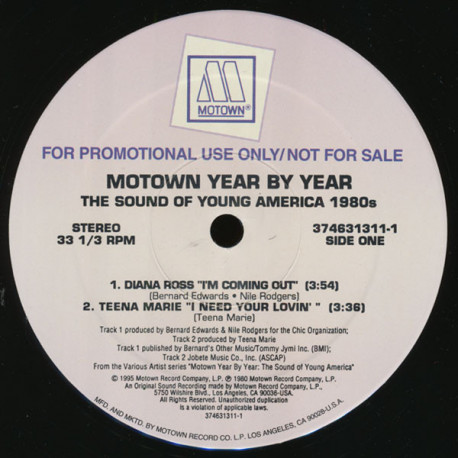 MOTOWN®
FOR PROMOTIONAL USE ONLY/NOT FOR SALE
MOTOWN YEAR BY YEAR
THE SOUND OF YOUNG AMERICA 1980s
STEREO
33 1/3 RPM
374631311-1
SIDE ONE
1. DIANA ROSS "I'M COMING OUT" (3:54)
(Bernard Edwards • Nile Rodgers)
2. TEENA MARIE "I NEED YOUR LOVIN' " (3:36)
(Teena Marie)
Track 1 produced by Bernard Edwards & Nile Rodgers for the Chic Organization;
Track 2 produced by Teena Marie
Track 1 published by Bernard's Other Music/Tommy Jymi Inc. (BMI);
Track 2 Jobete Music Co., Inc. (ASCAP)
From the Various Artist series "Motown Year By Year: The Sound of Young America"
© 1995 Motown Record Company, L.P. ℗ 1980 Motown Record Company, L.P.
An Original Sound Recording made by Motown Record Company, L.P.
5750 Wilshire Blvd., Los Angeles, CA 90036-USA.
All Rights Reserved. Unauthorized duplication
is a violation of applicable laws.
374631311-1
MFD. AND MKTD. BY MOTOWN RECORD CO. L.P. LOS ANGELES, CA 90028-U.S.A.